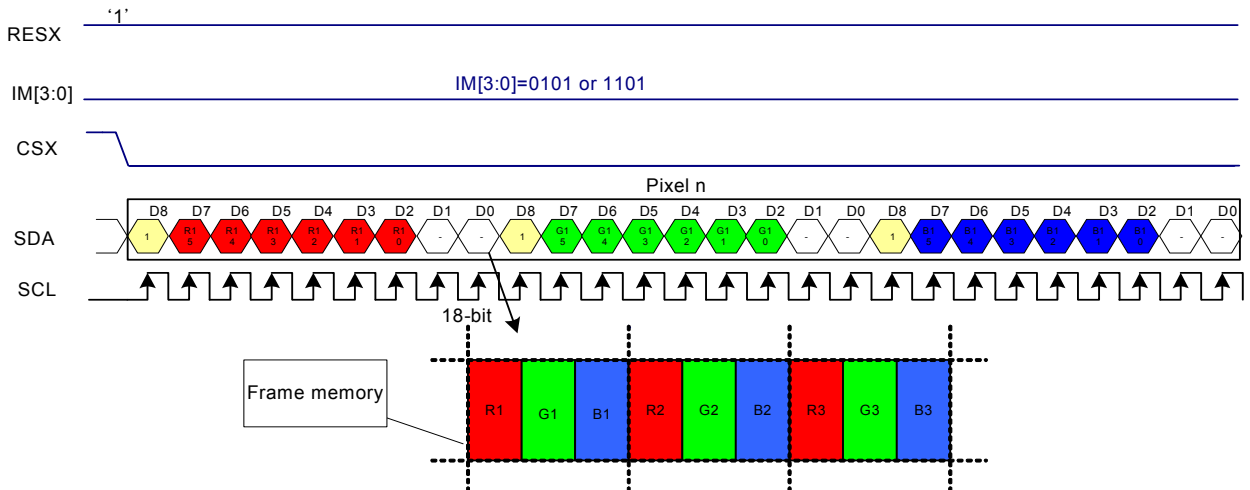 '1'
RESX
IM[3:0]=0101 or 1101
IM[3:0]
CSX
Pixel n
D8 D7 D6 D5 D4 D3 D2 D1 D0 D8 D7 D6 D5 D4 D3 D2 D1 D0 D8 D7 D6 D5 D4 D3 D2 D1 D0
SDA
1 R1 5 R1 4 R1 3 R1 2 R1 1 R1 0 - - 1 G1 5 G1 4 G1 3 G1 2 G1 1 G1 0 - - 1 B1 5 B1 4 B1 3 B1 2 B1 1 B1 0 - -
SCL
18-bit
Frame memory
R1 G1 B1 R2 G2 B2 R3 G3 B3